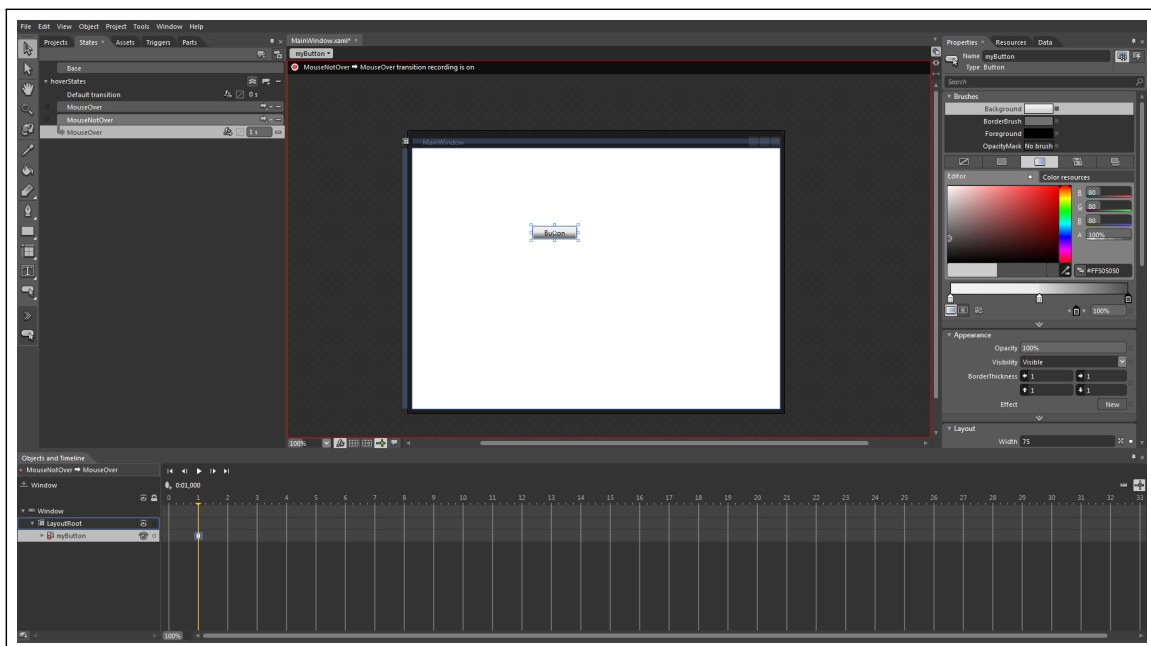 File Edit View Object Project Tools Window Help
Projects States × Assets Triggers Parts
Base
hoverStates
Default transition 0 s
MouseOver
MouseNotOver
MouseOver 1 s
MainWindow.xaml* ×
myButton
MouseNotOver ➡ MouseOver transition recording is on
MainWindow
Button
100%
Properties × Resources Data
Name myButton
Type Button
Search
Brushes
Background
BorderBrush
Foreground
OpacityMask No brush
Editor Color resources
R 80
G 80
B 80
A 100%
#FF505050
100%
Appearance
Opacity 100%
Visibility Visible
BorderThickness 1 1
1 1
Effect New
Layout
Width 75
Objects and Timeline
MouseNotOver ➡ MouseOver
Window 0:01,000
0 1 2 3 4 5 6 7 8 9 10 11 12 13 14 15 16 17 18 19 20 21 22 23 24 25 26 27 28 29 30 31 32 33
Window
LayoutRoot
myButton
100%